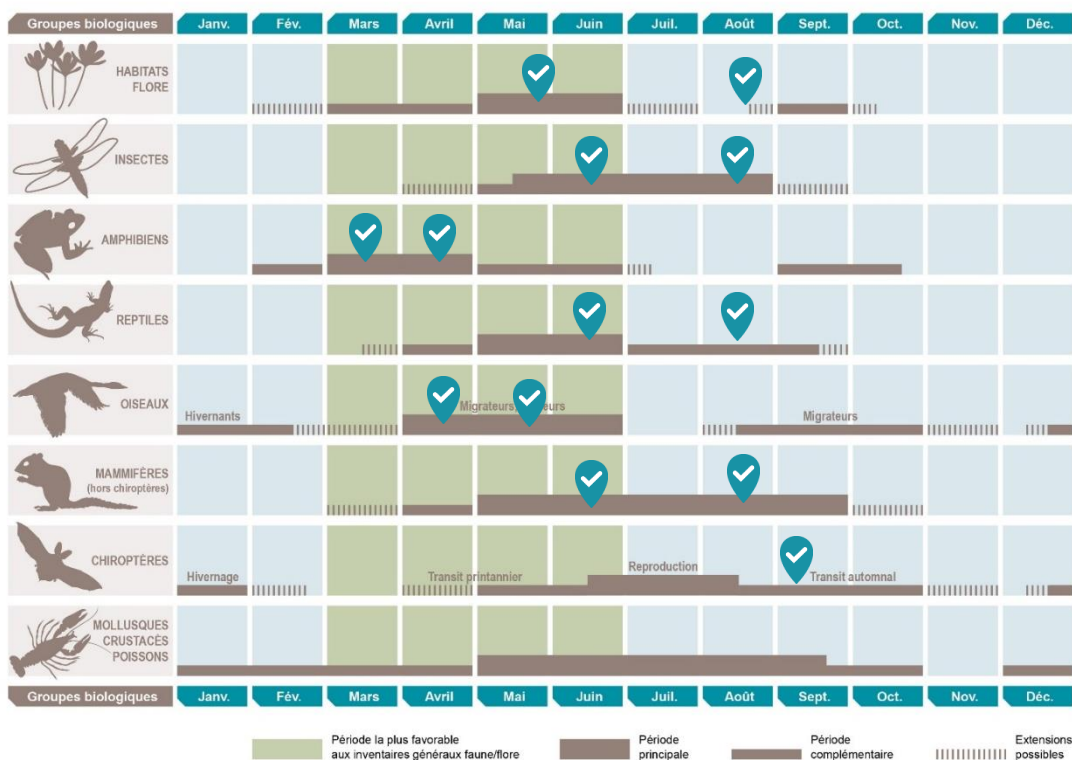 Groupes biologiques Janv. Fév. Mars Avril Mai Juin Juil. Août Sept. Oct. Nov. Déc.
HABITATS
FLORE
INSECTES
AMPHIBIENS
REPTILES
OISEAUX
Hivernants
Migrateurs,
Migrateurs
MAMMIFÈRES
(hors chiroptères)
CHIROPTÈRES
Hivernage
Transit printannier
Reproduction
Transit automnal
MOLLUSQUES
CRUSTACÉS
POISSONS
Groupes biologiques Janv. Fév. Mars Avril Mai Juin Juil. Août Sept. Oct. Nov. Déc.
Période la plus favorable
aux inventaires généraux faune/flore
Période
principale
Période
complémentaire
Extensions
possibles